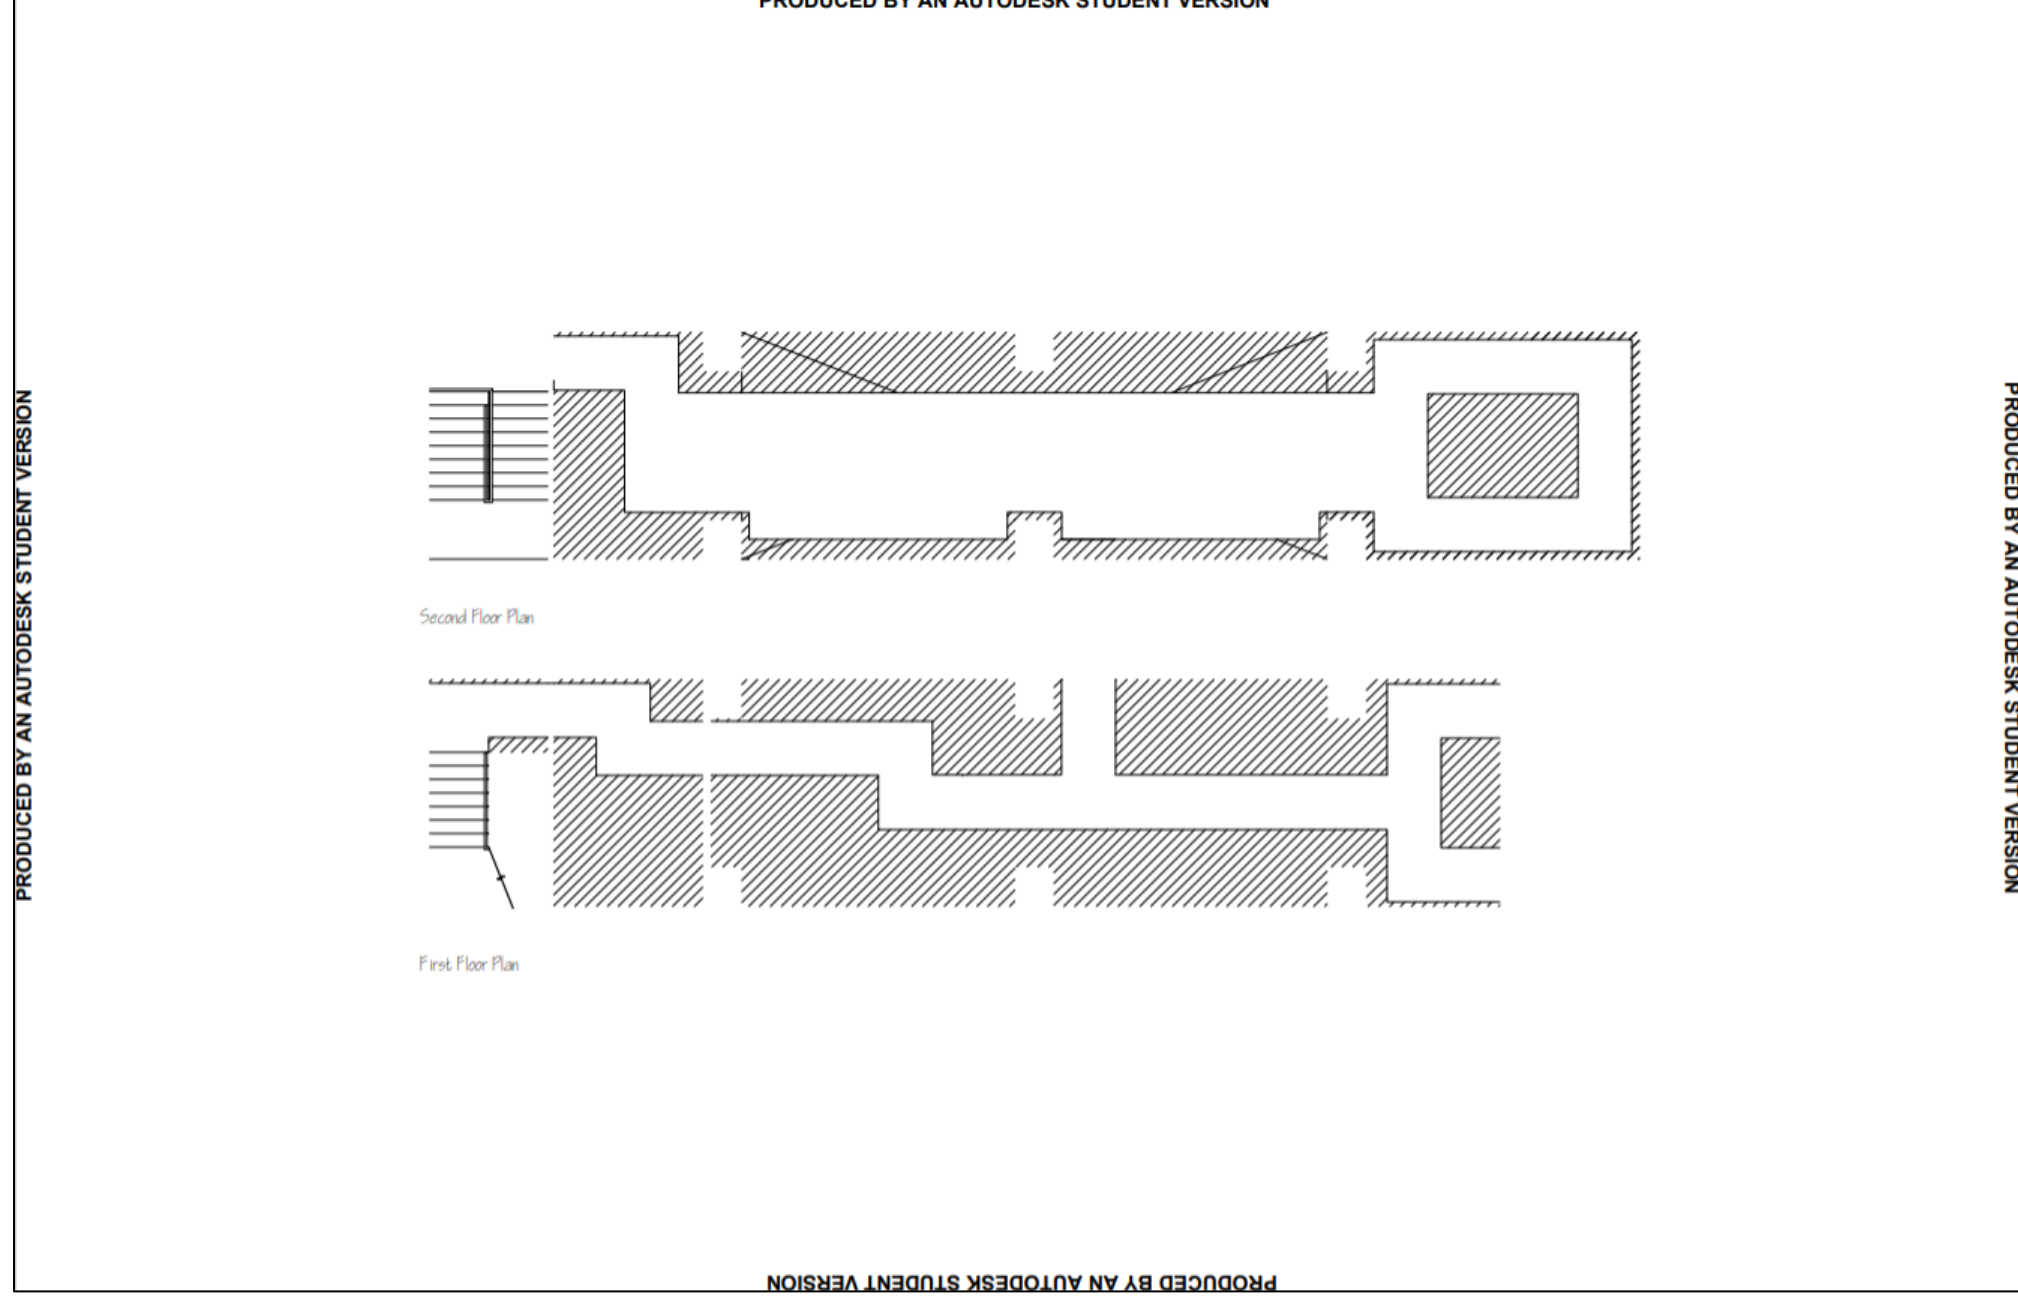 PRODUCED BY AN AUTODESK STUDENT VERSION
PRODUCED BY AN AUTODESK STUDENT VERSION
PRODUCED BY AN AUTODESK STUDENT VERSION
Second Floor Plan
First Floor Plan
PRODUCED BY AN AUTODESK STUDENT VERSION